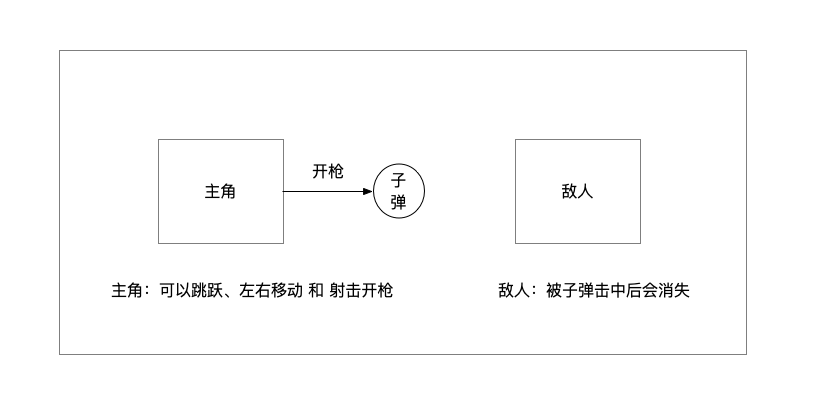 开枪
主角
子
弹
敌人
主角：可以跳跃、左右移动 和 射击开枪
敌人：被子弹击中后会消失